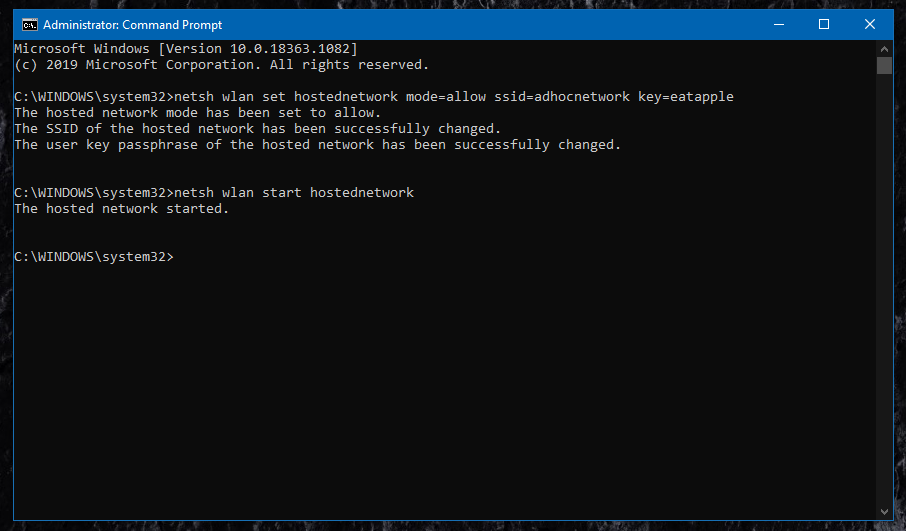 Administrator: Command Prompt
Microsoft Windows [Version 10.0.18363.1082]
(c) 2019 Microsoft Corporation. All rights reserved.
C:\WINDOWS\system32>netsh wlan set hostednetwork mode=allow ssid=adhocnetwork key=eatapple
The hosted network mode has been set to allow.
The SSID of the hosted network has been successfully changed.
The user key passphrase of the hosted network has been successfully changed.
C:\WINDOWS\system32>netsh wlan start hostednetwork
The hosted network started.
C:\WINDOWS\system32>